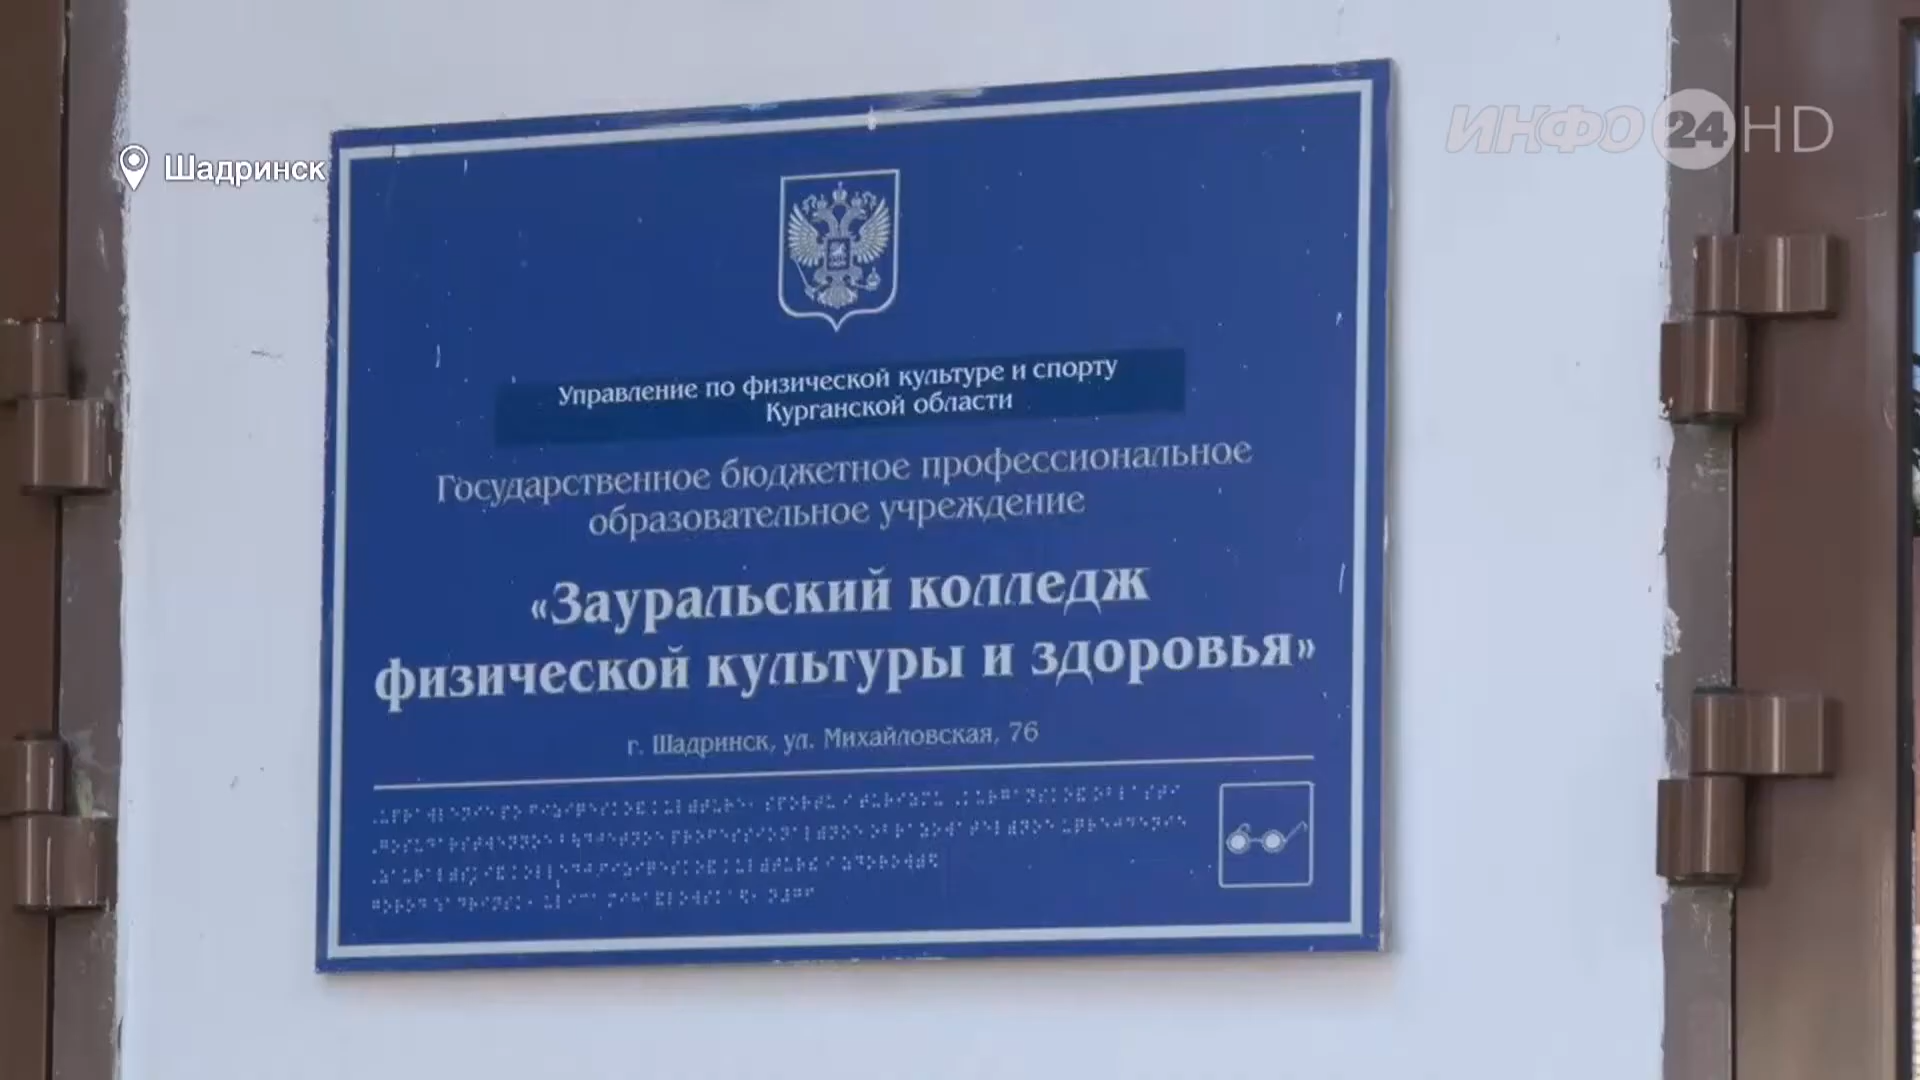 Шадринск
ИНФО 24 HD
Управление по физической культуре и спорту
Курганской области
Государственное бюджетное профессиональное
образовательное учреждение
«Зауральский колледж
физической культуры и здоровья»
г. Шадринск, ул. Михайловская, 76